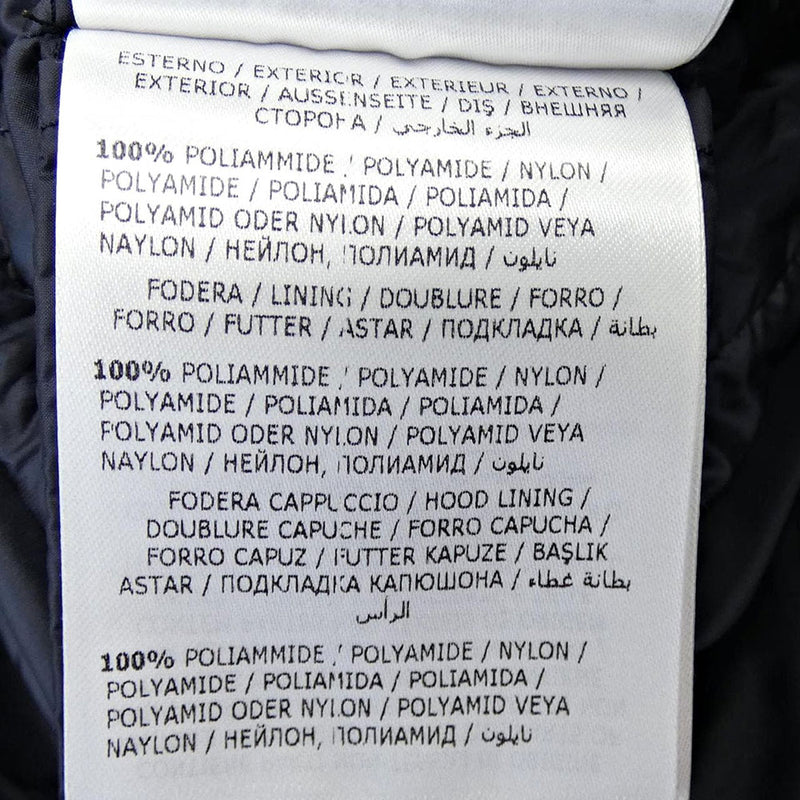 ESTERNO / EXTERIOR / EXTERIEUR / EXTERNO /
EXTERIOR / AUSSENSEITE / DIŞ / ВНЕШНЯЯ
СТОРОНА / الجزء الخارجي
100% POLIAMMIDE / POLYAMIDE / NYLON /
POLYAMIDE / POLIAMIDA / POLIAMIDA /
POLYAMID ODER NYLON / POLYAMID VEYA
NAYLON / НЕЙЛОН, ПОЛИАМИД / نايلون
FODERA / LINING / DOUBLURE / FORRO /
FORRO / FUTTER / ASTAR / ПОДКЛАДКА / بطانة
100% POLIAMMIDE / POLYAMIDE / NYLON /
POLYAMIDE / POLIAMIDA / POLIAMIDA /
POLYAMID ODER NYLON / POLYAMID VEYA
NAYLON / НЕЙЛОН, ПОЛИАМИД / نايلون
FODERA CAPPUCCIO / HOOD LINING /
DOUBLURE CAPUCHE / FORRO CAPUCHA /
FORRO CAPUZ / FUTTER KAPUZE / BAŞLIK
ASTAR / ПОДКЛАДКА КАПЮШОНА / بطانة غطاء
الرأس
100% POLIAMMIDE / POLYAMIDE / NYLON /
POLYAMIDE / POLIAMIDA / POLIAMIDA /
POLYAMID ODER NYLON / POLYAMID VEYA
NAYLON / НЕЙЛОН, ПОЛИАМИД / نايلون